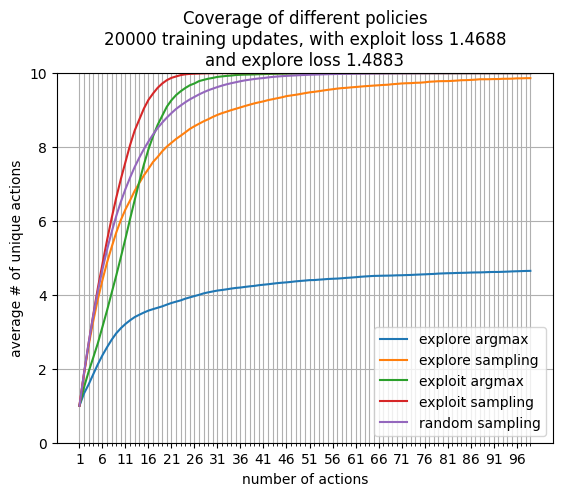 Coverage of different policies
20000 training updates, with exploit loss 1.4688
and explore loss 1.4883
10
8
6
4
2
0
average # of unique actions
explore argmax
explore sampling
exploit argmax
exploit sampling
random sampling
1 6 11 16 21 26 31 36 41 46 51 56 61 66 71 76 81 86 91 96
number of actions